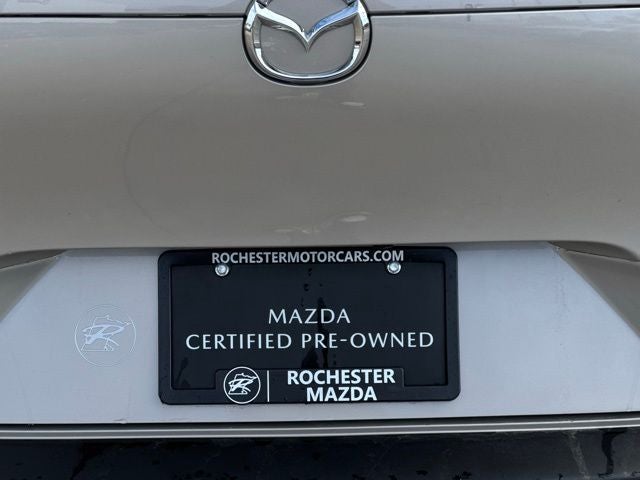 ROCHESTERMOTORCARS.COM
MAZDA
CERTIFIED PRE-OWNED
R
ROCHESTER
MAZDA